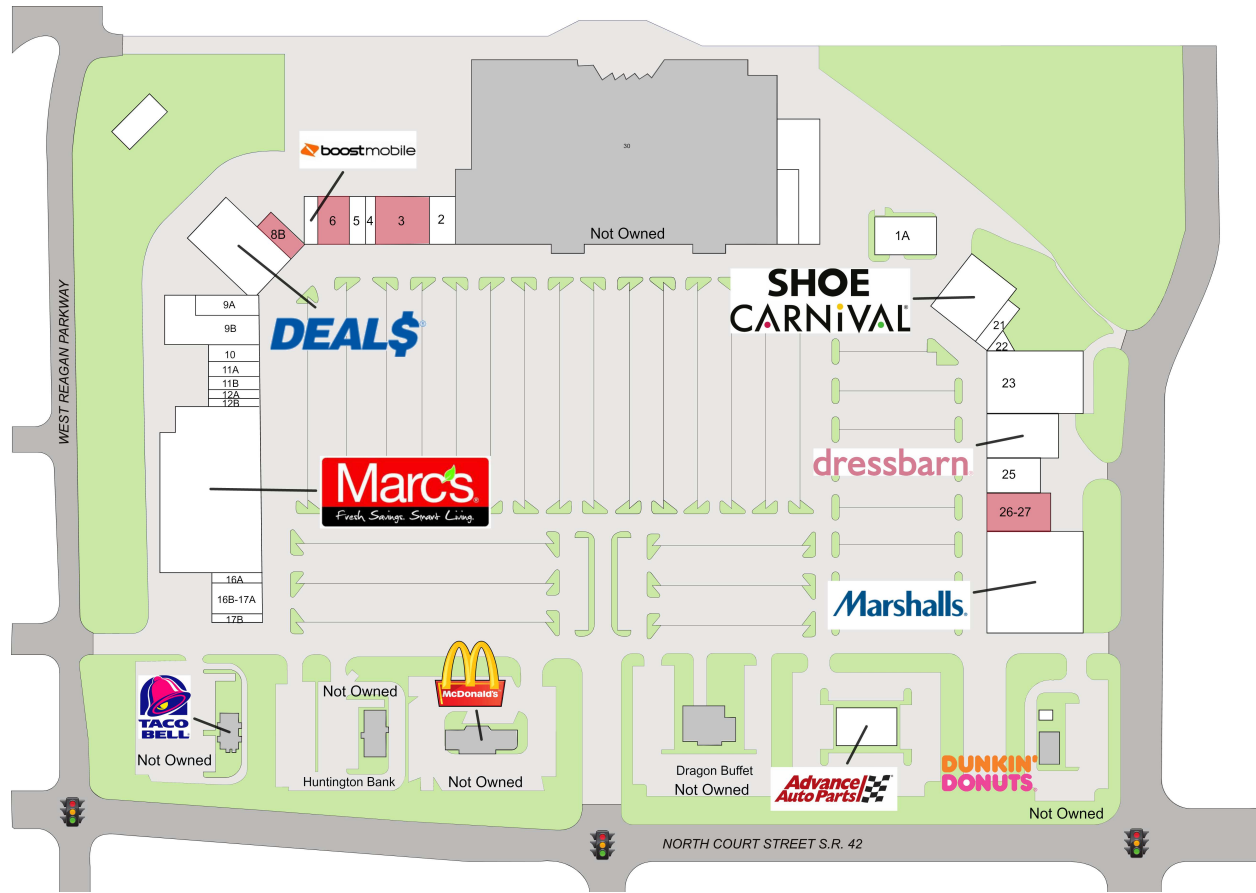 30
boostmobile
6
5
4
3
2
8B
Not Owned
1A
SHOE
CARNiVAL
21
22
9A
9B
DEAL$
10
11A
11B
12A
12B
23
WEST REAGAN PARKWAY
dressbarn
25
Marc's
Fresh Savings. Smart Living.
26-27
16A
16B-17A
17B
Marshalls
TACO
BELL
Not Owned
Not Owned
Huntington Bank
McDonald's
Not Owned
Dragon Buffet
Not Owned
Advance
Auto Parts
DUNKIN'
DONUTS
Not Owned
NORTH COURT STREET S.R. 42